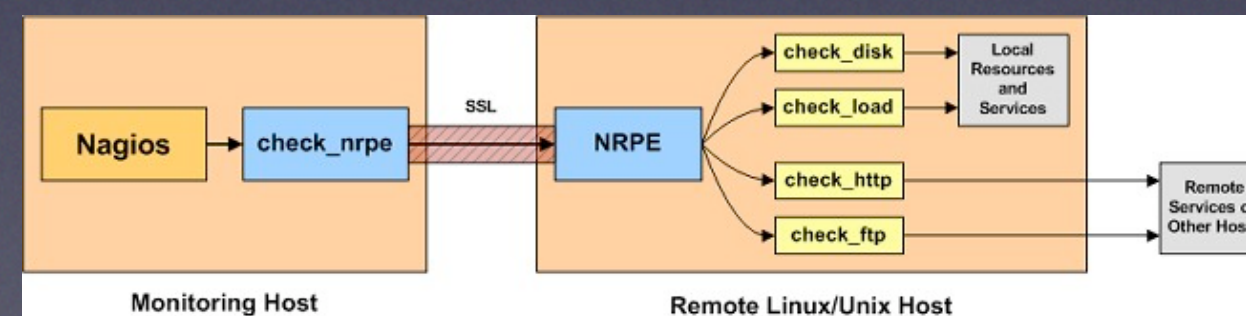 Nagios
check_nrpe
SSL
NRPE
check_disk
check_load
check_http
check_ftp
Local
Resources
and
Services
Remote
Services
Other
Monitoring Host
Remote Linux/Unix Host